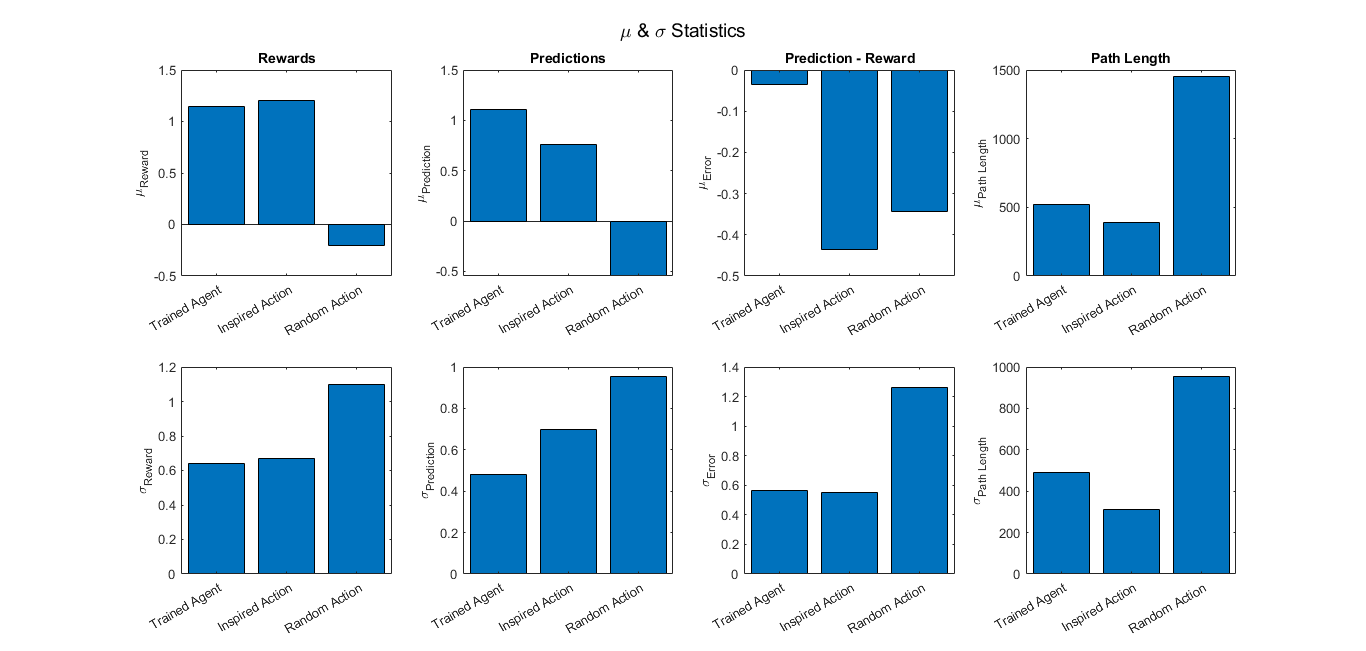 μ & σ Statistics
Rewards
1.5
1
0.5
0
-0.5
μReward
Trained Agent
Inspired Action
Random Action
Predictions
1.5
1
0.5
0
-0.5
μPrediction
Trained Agent
Inspired Action
Random Action
Prediction - Reward
0
-0.1
-0.2
-0.3
-0.4
-0.5
μError
Trained Agent
Inspired Action
Random Action
Path Length
1500
1000
500
0
μPath Length
Trained Agent
Inspired Action
Random Action
1.2
1
0.8
0.6
0.4
0.2
0
σReward
Trained Agent
Inspired Action
Random Action
1
0.8
0.6
0.4
0.2
0
σPrediction
Trained Agent
Inspired Action
Random Action
1.4
1.2
1
0.8
0.6
0.4
0.2
0
σError
Trained Agent
Inspired Action
Random Action
1000
800
600
400
200
0
σPath Length
Trained Agent
Inspired Action
Random Action